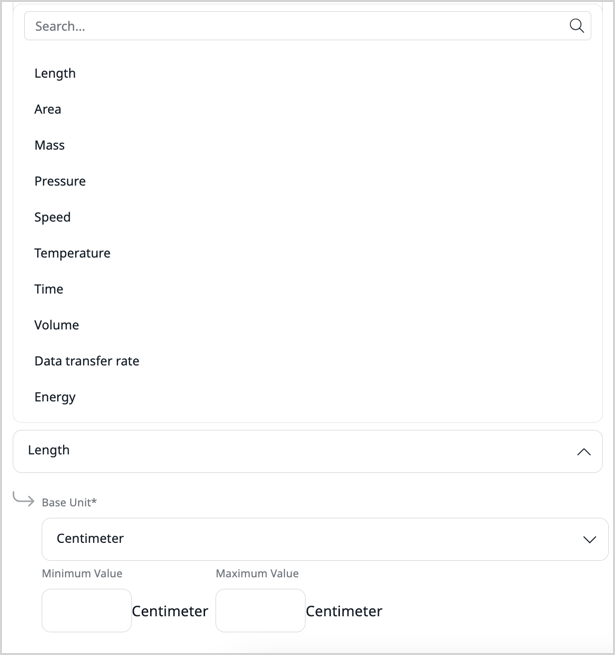 Search...
Length
Area
Mass
Pressure
Speed
Temperature
Time
Volume
Data transfer rate
Energy
Length
Base Unit*
Centimeter
Minimum Value Maximum Value
Centimeter Centimeter